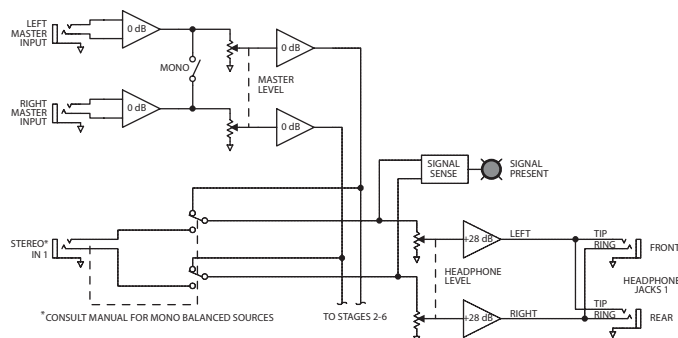 LEFT
MASTER
INPUT
0 dB
0 dB
MONO
MASTER
LEVEL
RIGHT
MASTER
INPUT
0 dB
0 dB
SIGNAL
SENSE
SIGNAL
PRESENT
STEREO*
IN 1
+28 dB
LEFT
TIP
RING
FRONT
HEADPHONE
LEVEL
HEADPHONE
JACKS 1
+28 dB
RIGHT
TIP
RING
REAR
*CONSULT MANUAL FOR MONO BALANCED SOURCES
TO STAGES 2-6